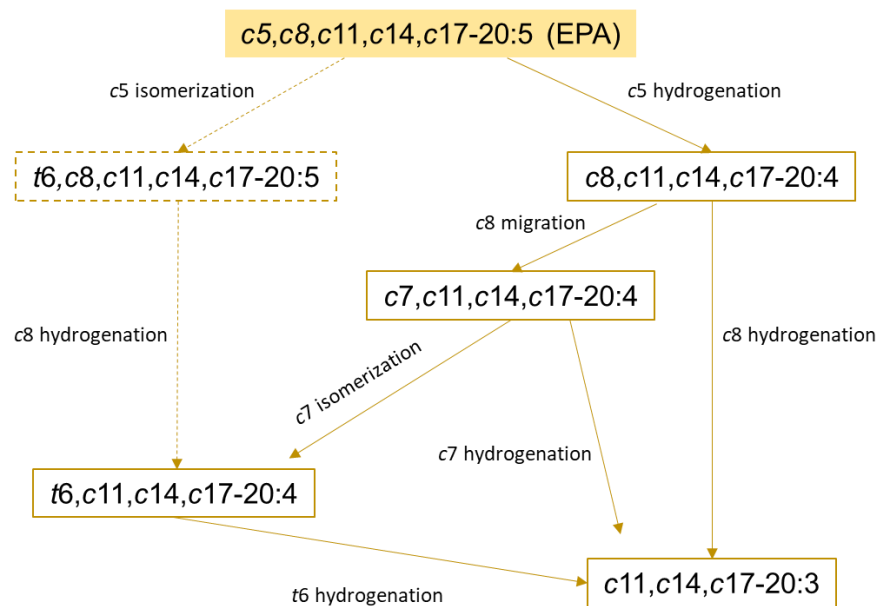 c5,c8,c11,c14,c17-20:5 (EPA)
c5 isomerization
c5 hydrogenation
t6,c8,c11,c14,c17-20:5
c8,c11,c14,c17-20:4
c8 migration
c7,c11,c14,c17-20:4
c8 hydrogenation
c8 hydrogenation
c7 isomerization
c7 hydrogenation
t6,c11,c14,c17-20:4
c11,c14,c17-20:3
t6 hydrogenation